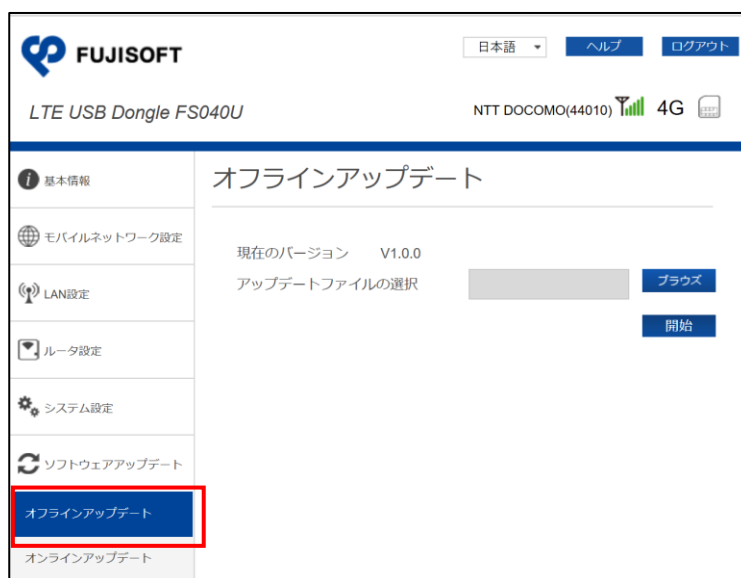 FUJISOFT
日本語
ヘルプ
ログアウト
LTE USB Dongle FS040U
NTT DOCOMO(44010) 4G
基本情報
モバイルネットワーク設定
LAN設定
ルータ設定
システム設定
ソフトウェアアップデート
オフラインアップデート
オンラインアップデート
オフラインアップデート
現在のバージョン V1.0.0
アップデートファイルの選択
ブラウズ
開始